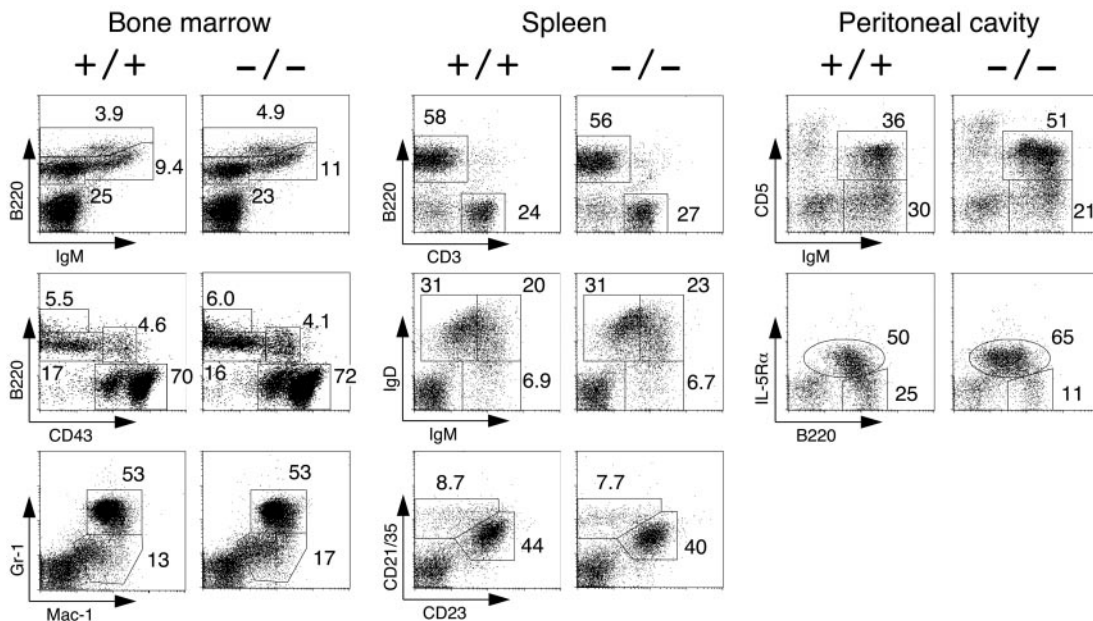 Bone marrow
Spleen
Peritoneal cavity
+/+
−/−
+/+
−/−
+/+
−/−
B220
3.9
9.4
25
4.9
11
23
IgM
B220
58
24
56
27
CD3
CD5
36
30
51
21
IgM
B220
5.5
4.6
17
70
6.0
4.1
16
72
CD43
IgD
31
20
6.9
31
23
6.7
IgM
IL-5Rα
50
25
65
11
B220
Gr-1
53
13
53
17
Mac-1
CD21/35
8.7
44
7.7
40
CD23